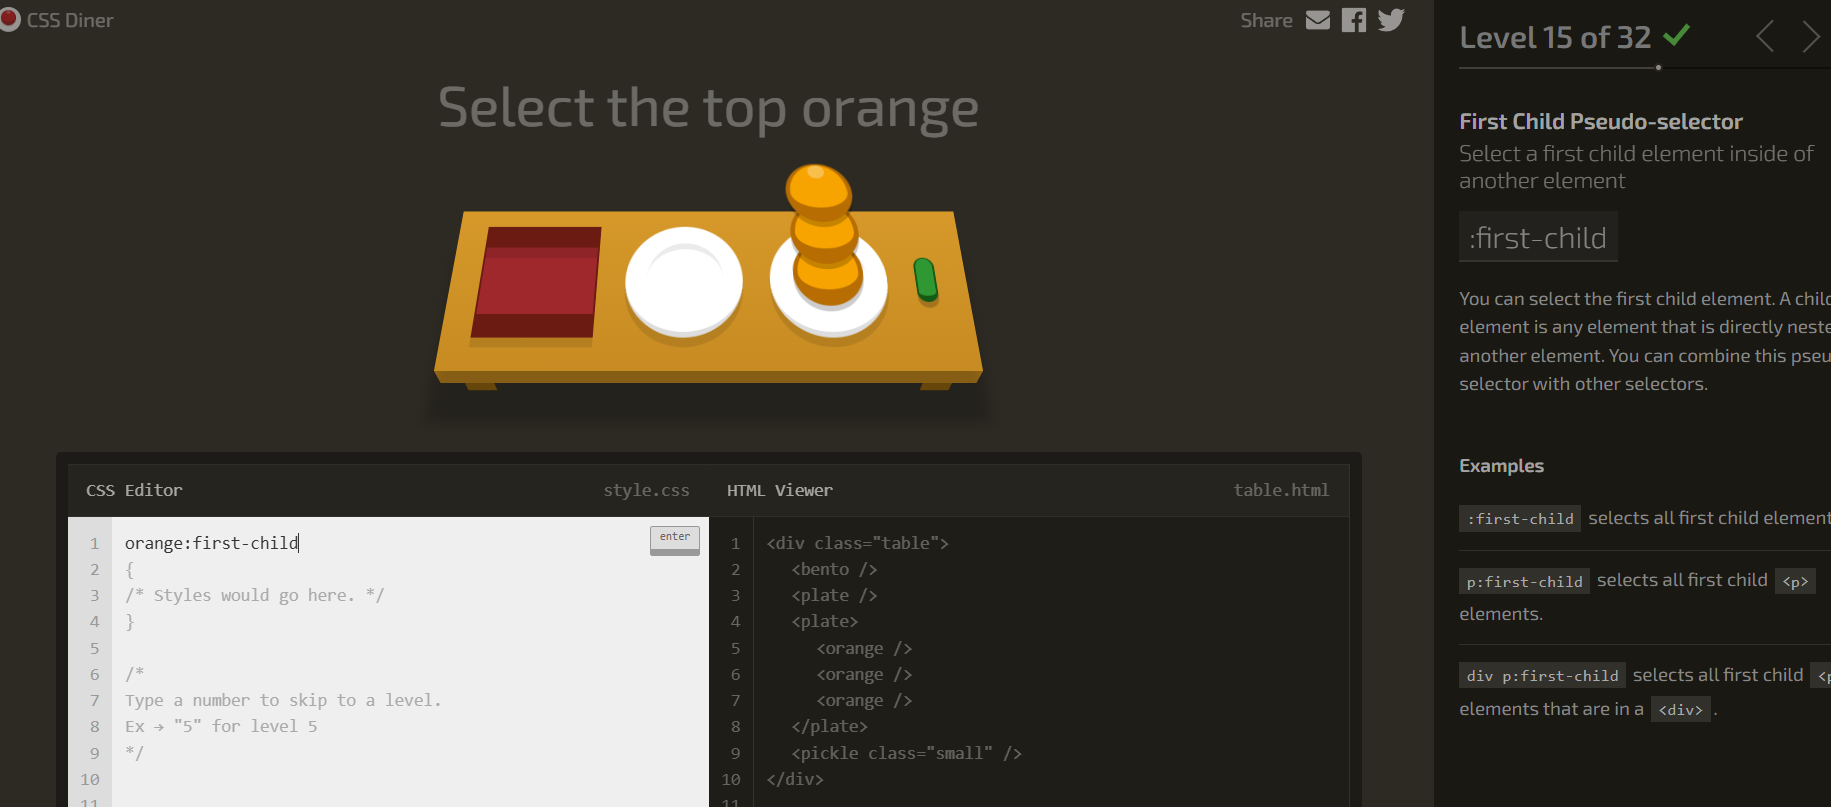 CSS Diner
Share
Select the top orange
CSS Editor
style.css
1 orange:first-child
enter
2 {
3 /* Styles would go here. */
4 }
5
6 /*
7 Type a number to skip to a level.
8 Ex → "5" for level 5
9 */
10
11
HTML Viewer
table.html
1 <div class="table">
2 <bento />
3 <plate />
4 <plate>
5 <orange />
6 <orange />
7 <orange />
8 </plate>
9 <pickle class="small" />
10 </div>
11
Level 15 of 32
First Child Pseudo-selector
Select a first child element inside of
another element
:first-child
You can select the first child element. A
element is any element that is directly
another element. You can combine this
selector with other selectors.
Examples
:first-child selects all first child
p:first-child selects all first child <p>
elements.
div p:first-child selects all first child
elements that are in a <div> .